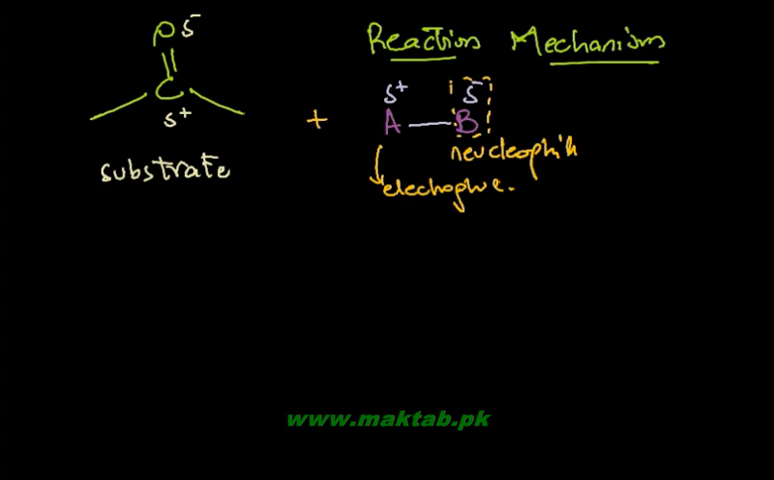 Reaction Mechanism
O δ-
||
C
δ+
substrate
+
δ+ δ-
A — B
neucleophile
electrophile.
www.maktab.pk